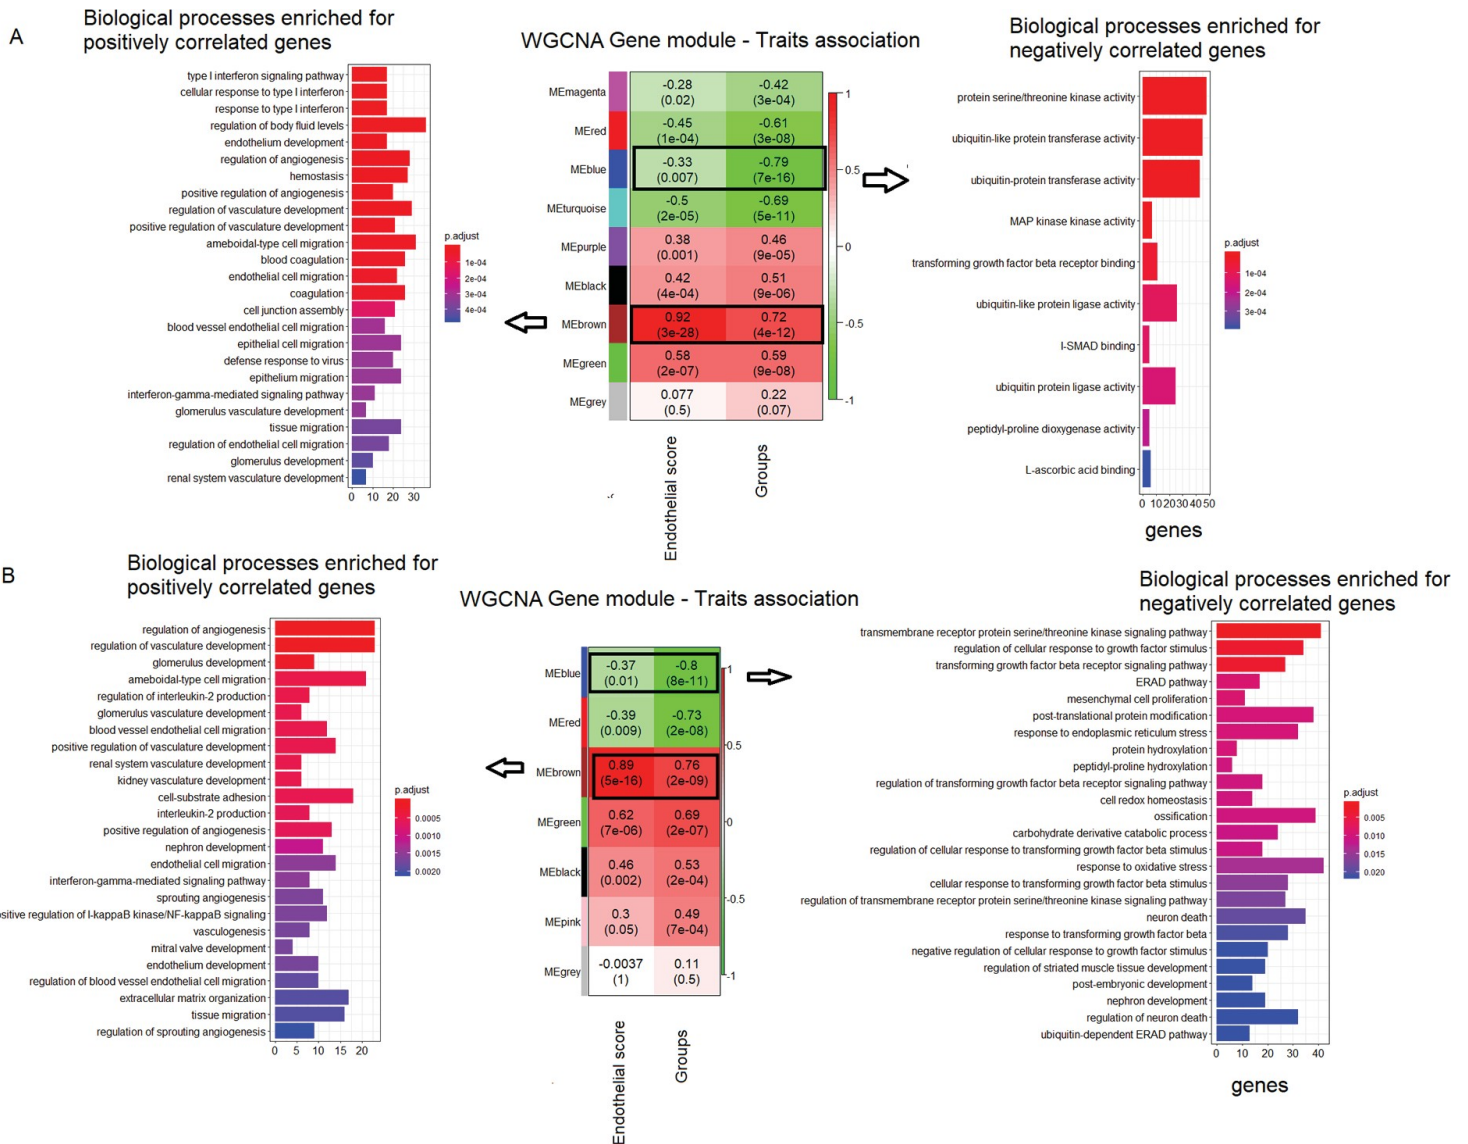 A
Biological processes enriched for
positively correlated genes
type I interferon signaling pathway
cellular response to type I interferon
response to type I interferon
regulation of body fluid levels
endothelium development
regulation of angiogenesis
hemostasis
positive regulation of angiogenesis
regulation of vasculature development
positive regulation of vasculature development
ameboidal-type cell migration
blood coagulation
endothelial cell migration
coagulation
cell junction assembly
blood vessel endothelial cell migration
epithelial cell migration
defense response to virus
epithelium migration
interferon-gamma-mediated signaling pathway
glomerulus vasculature development
tissue migration
regulation of endothelial cell migration
glomerulus development
renal system vasculature development
0 10 20 30
p.adjust
1e-04
2e-04
3e-04
4e-04
WGCNA Gene module - Traits association
MEmagenta -0.28 -0.42
(0.02) (3e-04)
MEred -0.45 -0.61
(1e-04) (3e-08)
MEblue -0.33 -0.79
(0.007) (7e-16)
MEturquoise -0.5 -0.69
(2e-05) (5e-11)
MEpurple 0.38 0.46
(0.001) (9e-05)
MEblack 0.42 0.51
(4e-04) (9e-06)
MEbrown 0.92 0.72
(3e-28) (4e-12)
MEgreen 0.58 0.59
(2e-07) (9e-08)
MEgrey 0.077 0.22
(0.5) (0.07)
1
0.5
0
-0.5
-1
Endothelial score
Groups
Biological processes enriched for
negatively correlated genes
protein serine/threonine kinase activity
ubiquitin-like protein transferase activity
ubiquitin-protein transferase activity
MAP kinase kinase activity
transforming growth factor beta receptor binding
ubiquitin-like protein ligase activity
I-SMAD binding
ubiquitin protein ligase activity
peptidyl-proline dioxygenase activity
L-ascorbic acid binding
0 10 20 30 40 50
genes
p.adjust
1e-04
2e-04
3e-04
B
Biological processes enriched for
positively correlated genes
regulation of angiogenesis
regulation of vasculature development
glomerulus development
ameboidal-type cell migration
regulation of interleukin-2 production
glomerulus vasculature development
blood vessel endothelial cell migration
positive regulation of vasculature development
renal system vasculature development
kidney vasculature development
cell-substrate adhesion
interleukin-2 production
positive regulation of angiogenesis
nephron development
endothelial cell migration
interferon-gamma-mediated signaling pathway
sprouting angiogenesis
sitive regulation of I-kappaB kinase/NF-kappaB signaling
vasculogenesis
mitral valve development
endothelium development
regulation of blood vessel endothelial cell migration
extracellular matrix organization
tissue migration
regulation of sprouting angiogenesis
0 5 10 15 20
p.adjust
0.0005
0.0010
0.0015
0.0020
WGCNA Gene module - Traits association
MEblue -0.37 -0.8
(0.01) (8e-11)
MEred -0.39 -0.73
(0.009) (2e-08)
MEbrown 0.89 0.76
(5e-16) (2e-09)
MEgreen 0.62 0.69
(7e-06) (2e-07)
MEblack 0.46 0.53
(0.002) (2e-04)
MEpink 0.3 0.49
(0.05) (7e-04)
MEgrey -0.0037 0.11
(1) (0.5)
1
0.5
0
-0.5
-1
Endothelial score
Groups
Biological processes enriched for
negatively correlated genes
transmembrane receptor protein serine/threonine kinase signaling pathway
regulation of cellular response to growth factor stimulus
transforming growth factor beta receptor signaling pathway
ERAD pathway
mesenchymal cell proliferation
post-translational protein modification
response to endoplasmic reticulum stress
protein hydroxylation
peptidyl-proline hydroxylation
regulation of transforming growth factor beta receptor signaling pathway
cell redox homeostasis
ossification
carbohydrate derivative catabolic process
regulation of cellular response to transforming growth factor beta stimulus
response to oxidative stress
cellular response to transforming growth factor beta stimulus
regulation of transmembrane receptor protein serine/threonine kinase signaling pathway
neuron death
response to transforming growth factor beta
negative regulation of cellular response to growth factor stimulus
regulation of striated muscle tissue development
post-embryonic development
nephron development
regulation of neuron death
ubiquitin-dependent ERAD pathway
0 10 20 30 40
genes
p.adjust
0.005
0.010
0.015
0.020